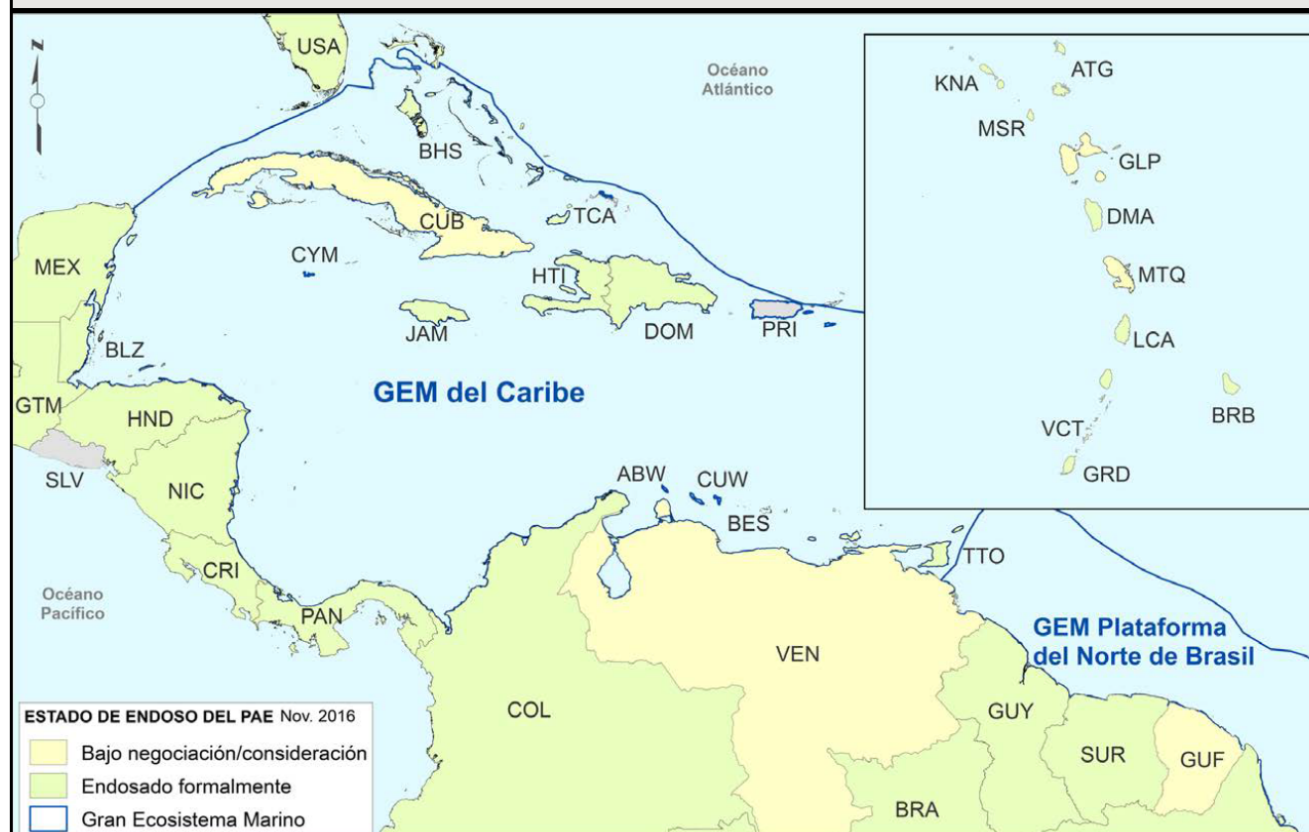 N
USA
Océano
Atlántico
KNA
ATG
MSR
GLP
DMA
MTQ
LCA
BRB
VCT
GRD
BHS
CUB
TCA
CYM
MEX
HTI
JAM
DOM
PRI
BLZ
GEM del Caribe
GTM
HND
SLV
NIC
ABW
CUW
BES
TTO
CRI
Océano
Pacífico
PAN
GEM Plataforma
del Norte de Brasil
VEN
COL
GUY
SUR
GUF
BRA
ESTADO DE ENDOSO DEL PAE Nov. 2016
Bajo negociación/consideración
Endosado formalmente
Gran Ecosistema Marino